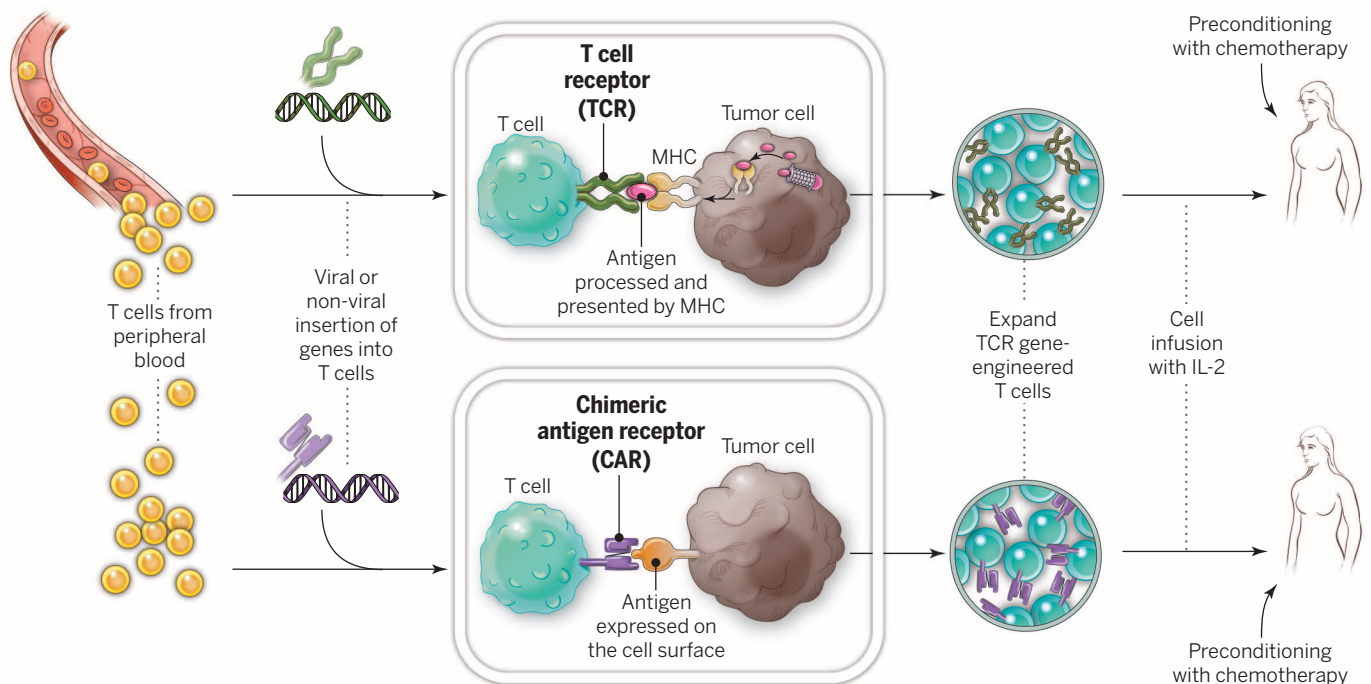 Preconditioning
with chemotherapy
T cell
receptor
(TCR)
T cell
Tumor cell
MHC
Antigen
processed and
presented by MHC
T cells from
peripheral
blood
Viral or
non-viral
insertion of
genes into
T cells
Expand
TCR gene-
engineered
T cells
Cell
infusion
with IL-2
Chimeric
antigen receptor
(CAR)
T cell
Tumor cell
Antigen
expressed on
the cell surface
Preconditioning
with chemotherapy